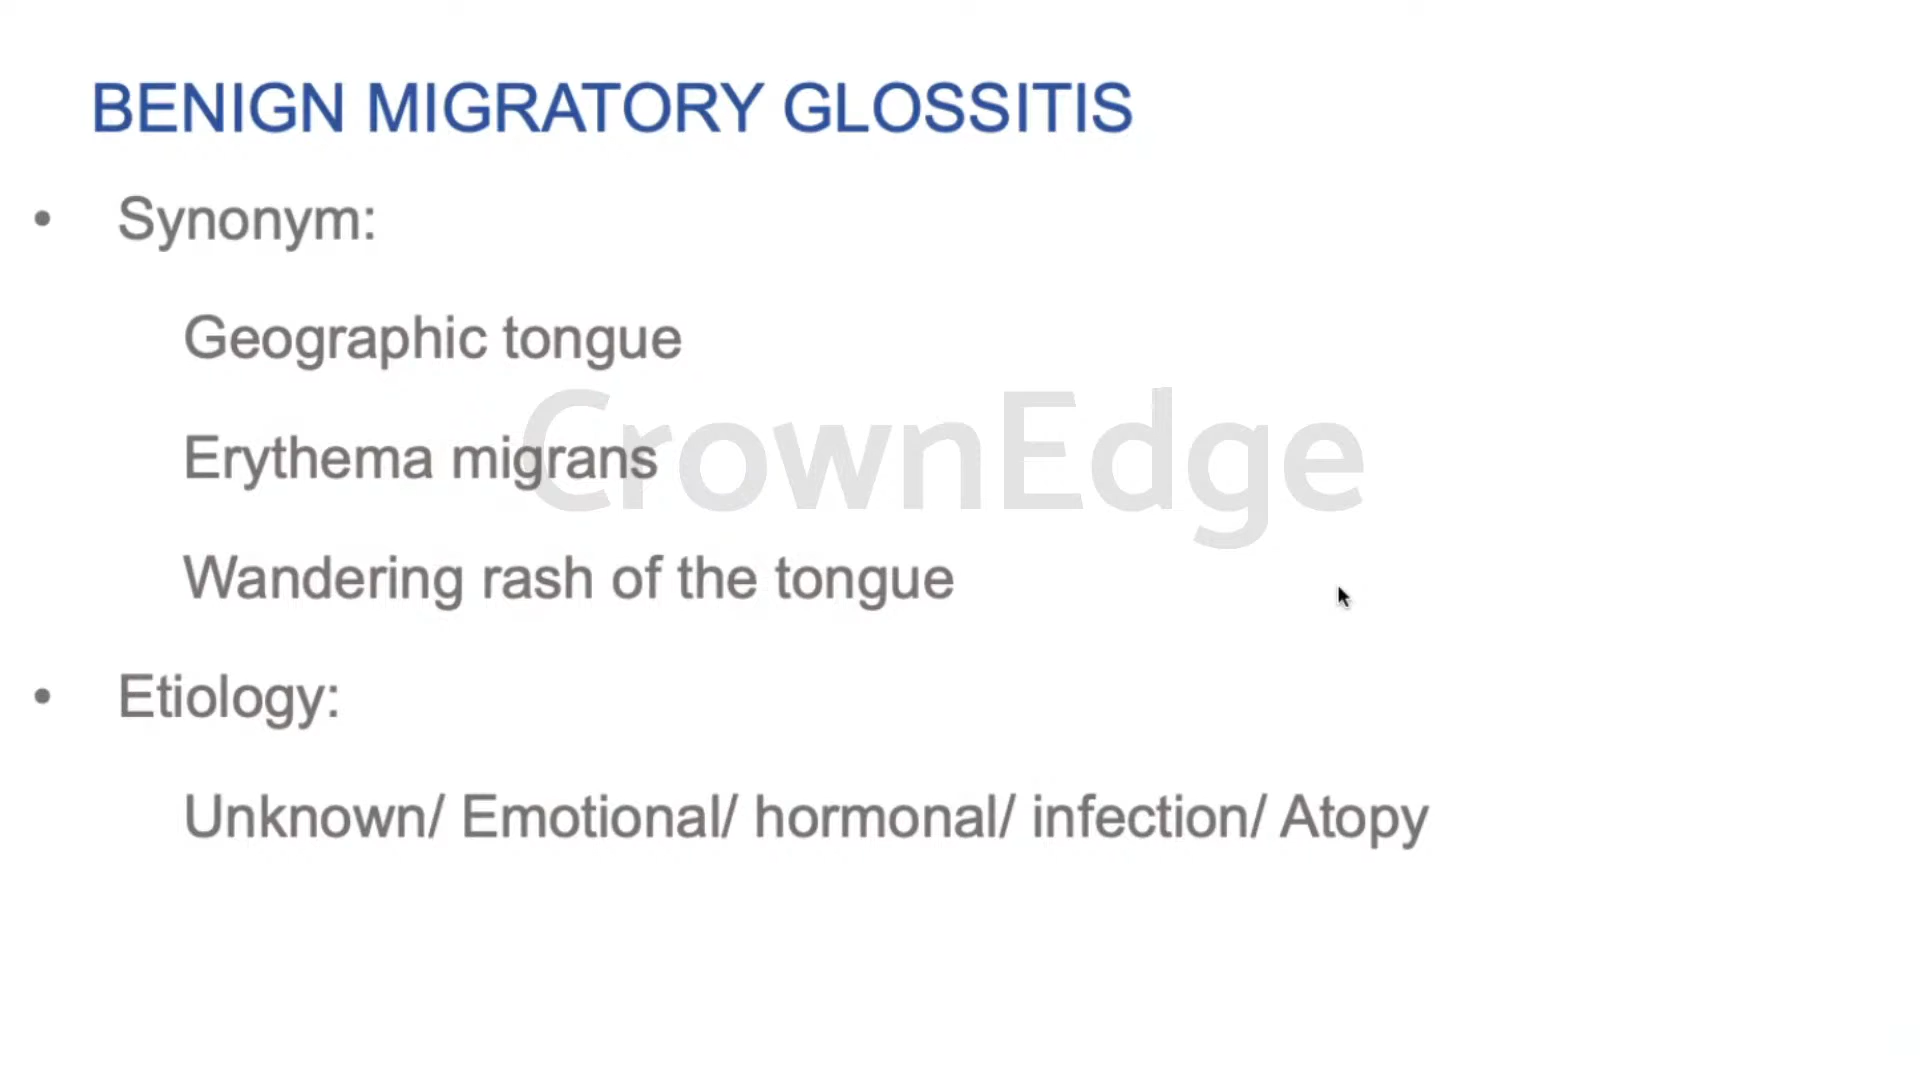 BENIGN MIGRATORY GLOSSITIS
• Synonym:
Geographic tongue
Erythema migrans
CrownEdge
Wandering rash of the tongue
• Etiology:
Unknown/ Emotional/ hormonal/ infection/ Atopy